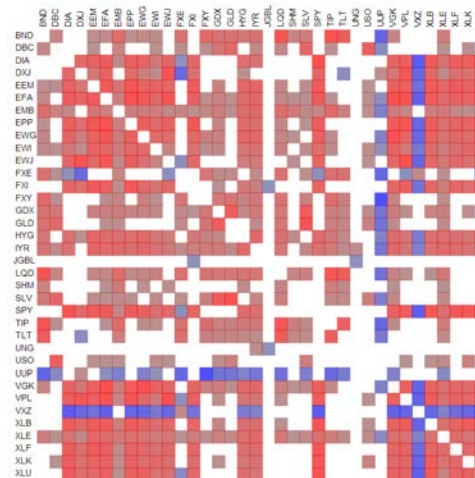 BND DBC DIA DXJ EEM EFA EMB EPP EWG EWI EWJ FXE FXI FXY GDX GLD HYG IYR JGBL LQD SHM SLV SPY TIP TLT UNG USO UUP VGK VPL VXZ XLB XLE XLF XLK
BND
DBC
DIA
DXJ
EEM
EFA
EMB
EPP
EWG
EWI
EWJ
FXE
FXI
FXY
GDX
GLD
HYG
IYR
JGBL
LQD
SHM
SLV
SPY
TIP
TLT
UNG
USO
UUP
VGK
VPL
VXZ
XLB
XLE
XLF
XLK
XLU